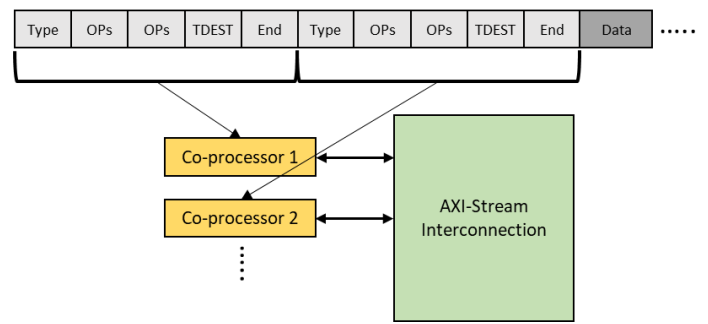 Type OPs OPs TDEST End Type OPs OPs TDEST End Data .....
Co-processor 1
Co-processor 2
AXI-Stream
Interconnection